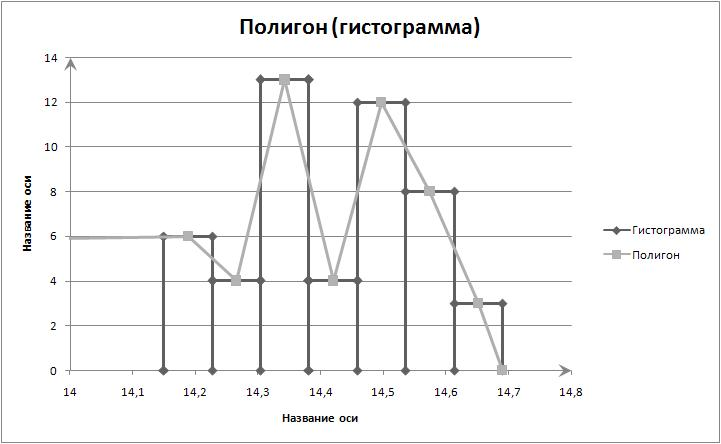 Полигон (гистограмма)
14
12
10
8
6
4
2
0
Название оси
14 14,1 14,2 14,3 14,4 14,5 14,6 14,7 14,8
Название оси
Гистограмма
Полигон